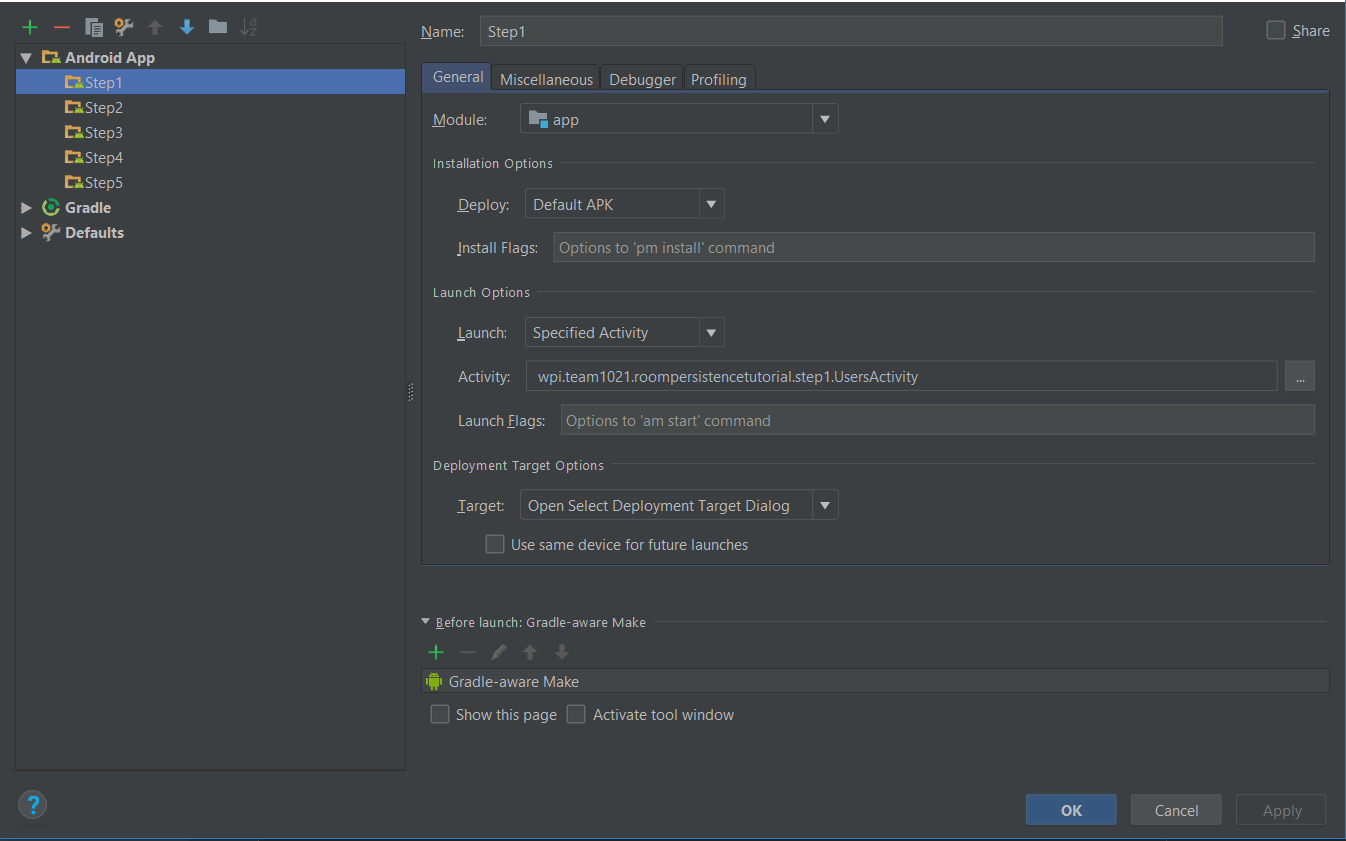 Name: Step1 Share
Android App
Step1
Step2
Step3
Step4
Step5
Gradle
Defaults
General Miscellaneous Debugger Profiling
Module: app
Installation Options
Deploy: Default APK
Install Flags: Options to 'pm install' command
Launch Options
Launch: Specified Activity
Activity: wpi.team1021.roompersistencetutorial.step1.UsersActivity ...
Launch Flags: Options to 'am start' command
Deployment Target Options
Target: Open Select Deployment Target Dialog
Use same device for future launches
Before launch: Gradle-aware Make
Gradle-aware Make
Show this page Activate tool window
? OK Cancel Apply